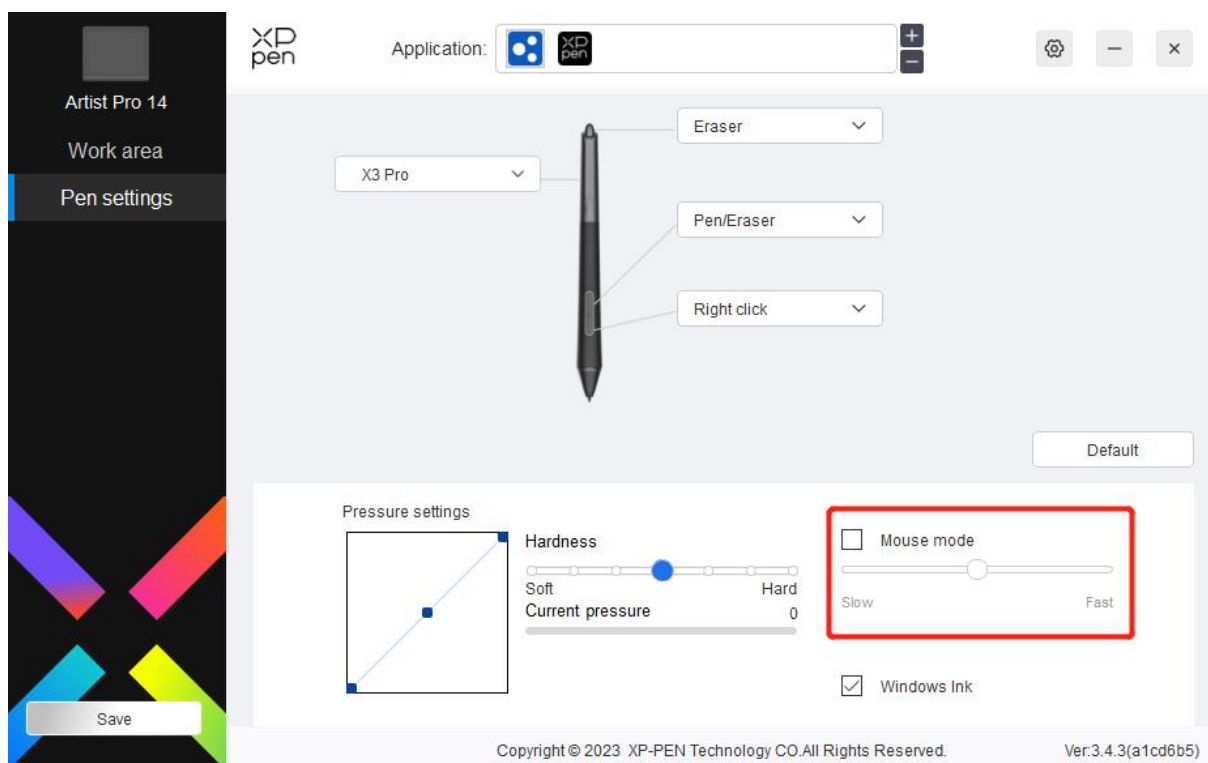 Artist Pro 14
Work area
Pen settings
Save
XP
pen
Application:
XP
pen
Eraser
X3 Pro
Pen/Eraser
Right click
Default
Pressure settings
Hardness
Soft Hard
Current pressure 0
Mouse mode
Slow Fast
Windows Ink
Copyright © 2023 XP-PEN Technology CO.All Rights Reserved. Ver:3.4.3(a1cd6b5)